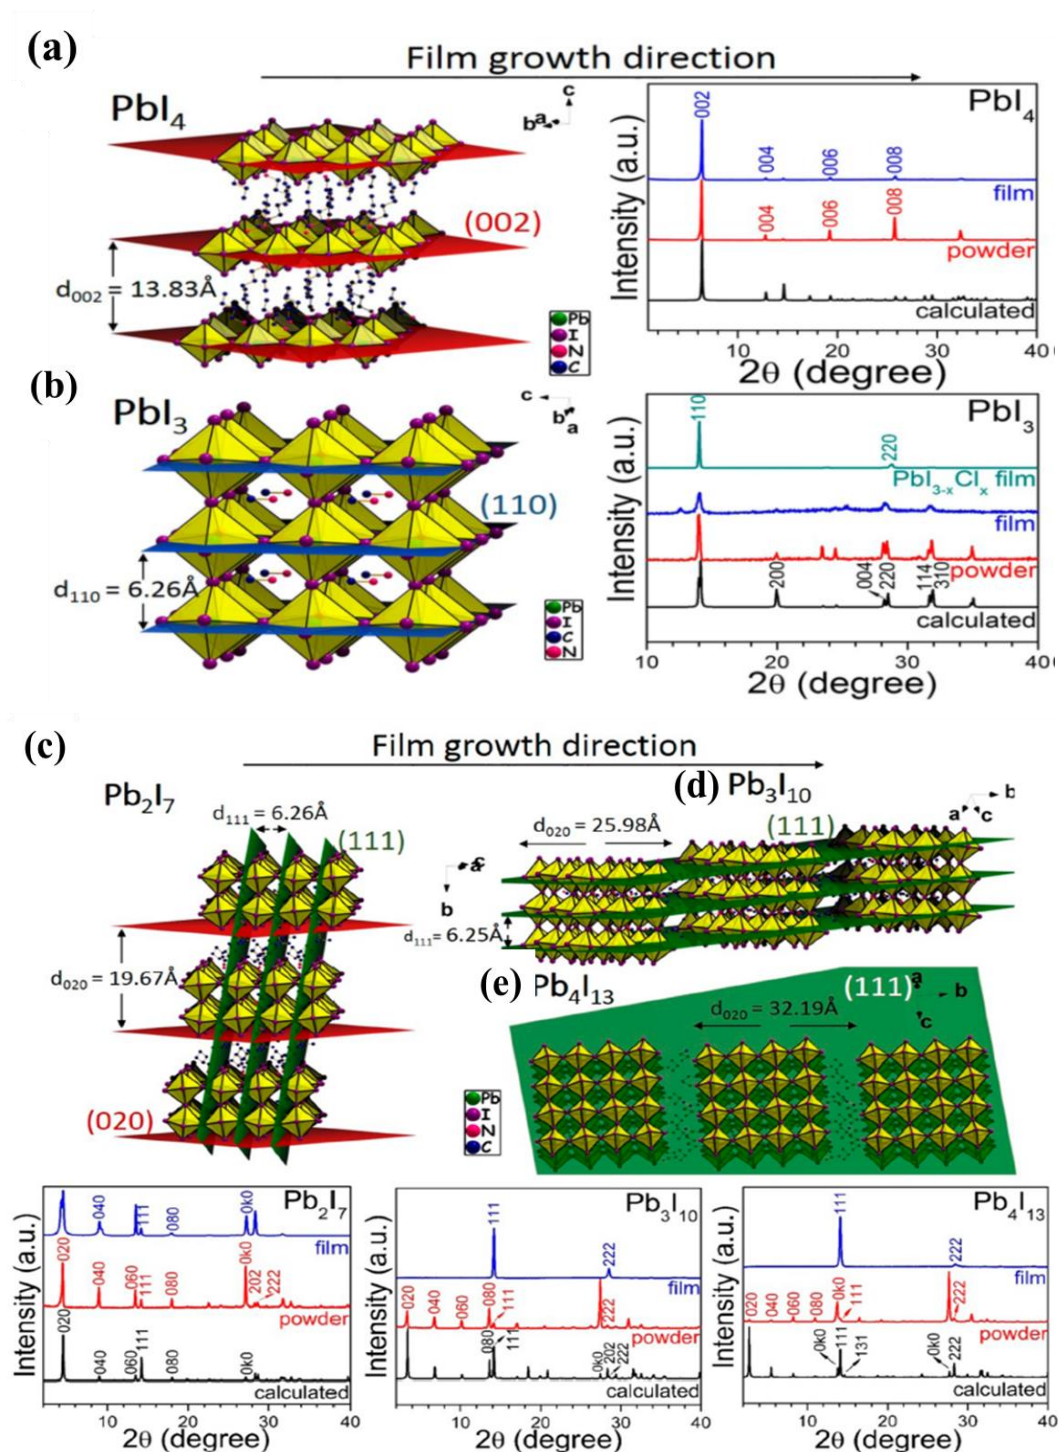 (a)
Film growth direction
PbI4
c
b
a
(002)
d002 = 13.83Å
Pb
I
N
C
PbI4
002
004
006
008
film
004
006
008
powder
calculated
Intensity (a.u.)
10 20 30 40
2θ (degree)
(b)
PbI3
c
b
a
(110)
d110 = 6.26Å
Pb
I
C
N
PbI3
110
220
PbI3-xClx film
film
powder
200
004
220
114
310
calculated
Intensity (a.u.)
10 20 30 40
2θ (degree)
(c)
Film growth direction
Pb2I7
d111 = 6.26Å
(111)
a
b
d020 = 19.67Å
(020)
Pb
I
N
C
(d)
Pb3I10
b
a
c
d020 = 25.98Å
(111)
d111= 6.25Å
(e)
Pb4I13
d020 = 32.19Å
(111)
a
b
c
Pb2I7
040
111
080
0k0
film
020
040
060
111
080
0k0
202
222
powder
020
040
060
111
080
0k0
calculated
Intensity (a.u.)
10 20 30 40
2θ (degree)
Pb3I10
111
222
film
020
040
060
080
111
222
powder
080
111
0k0
202
222
calculated
Intensity (a.u.)
10 20 30 40
2θ (degree)
Pb4I13
111
222
film
020
040
060
080
0k0
111
222
powder
0k0
111
131
0k0
222
calculated
Intensity (a.u.)
10 20 30 40
2θ (degree)